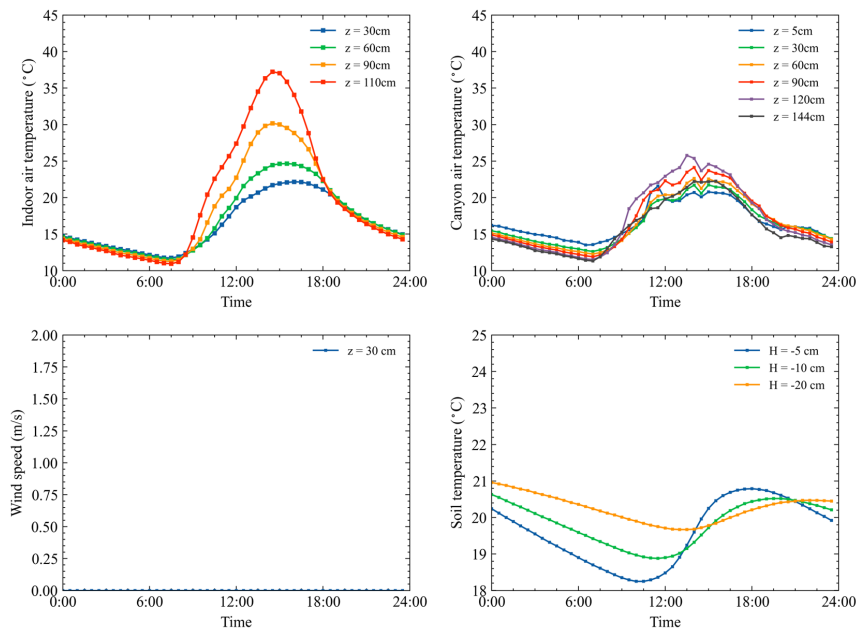 45
40
35
30
25
20
15
10
Indoor air temperature (°C)
z = 30cm
z = 60cm
z = 90cm
z = 110cm
0:00 6:00 12:00 18:00 24:00
Time
45
40
35
30
25
20
15
10
Canyon air temperature (°C)
z = 5cm
z = 30cm
z = 60cm
z = 90cm
z = 120cm
z = 144cm
0:00 6:00 12:00 18:00 24:00
Time
2.00
1.75
1.50
1.25
1.00
0.75
0.50
0.25
0.00
Wind speed (m/s)
z = 30 cm
0:00 6:00 12:00 18:00 24:00
Time
25
24
23
22
21
20
19
18
Soil temperature (°C)
H = -5 cm
H = -10 cm
H = -20 cm
0:00 6:00 12:00 18:00 24:00
Time